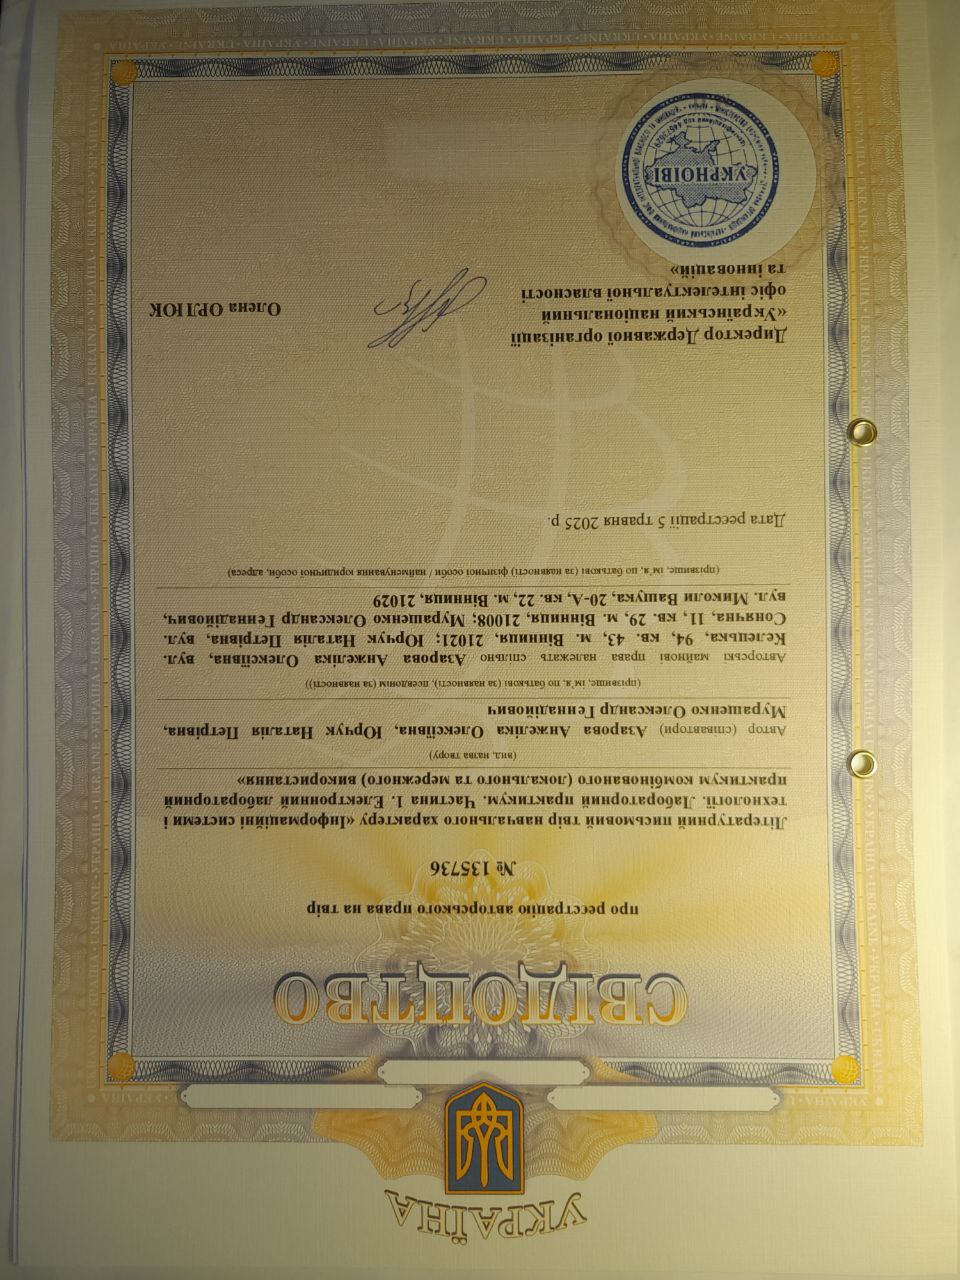 УКРАЇНА
СВІДОЦТВО
про реєстрацію авторського права на твір
№ 135736
Літературний письмовий твір навчального характеру «Інформаційні системи і
технології. Лабораторний практикум. Частина 1. Електронний лабораторний
практикум комбінованого (локального та мережного) використання»
(вид, назва твору)
Автор (співавтори) Азарова Анжеліка Олексіївна, Юрчук Наталія Петрівна,
Мурашенко Олександр Геннадійович
(прізвище, ім'я, по батькові (за наявності), псевдонім (за наявності))
Авторські майнові права належать спільно Азарова Анжеліка Олексіївна, вул.
Келецька, 94, кв. 43, м. Вінниця, 21021; Юрчук Наталія Петрівна, вул.
Сонячна, 11, кв. 29, м. Вінниця, 21008; Мурашенко Олександр Геннадійович,
вул. Миколи Ващука, 20-А, кв. 22, м. Вінниця, 21029
(прізвище, ім'я, по батькові (за наявності) фізичної особи / найменування юридичної особи, адреса)
Дата реєстрації 5 травня 2025 р.
Директор Державної організації
«Український національний
офіс інтелектуальної власності
та інновацій»
Олена ОРЛЮК
УКРНОІВІ